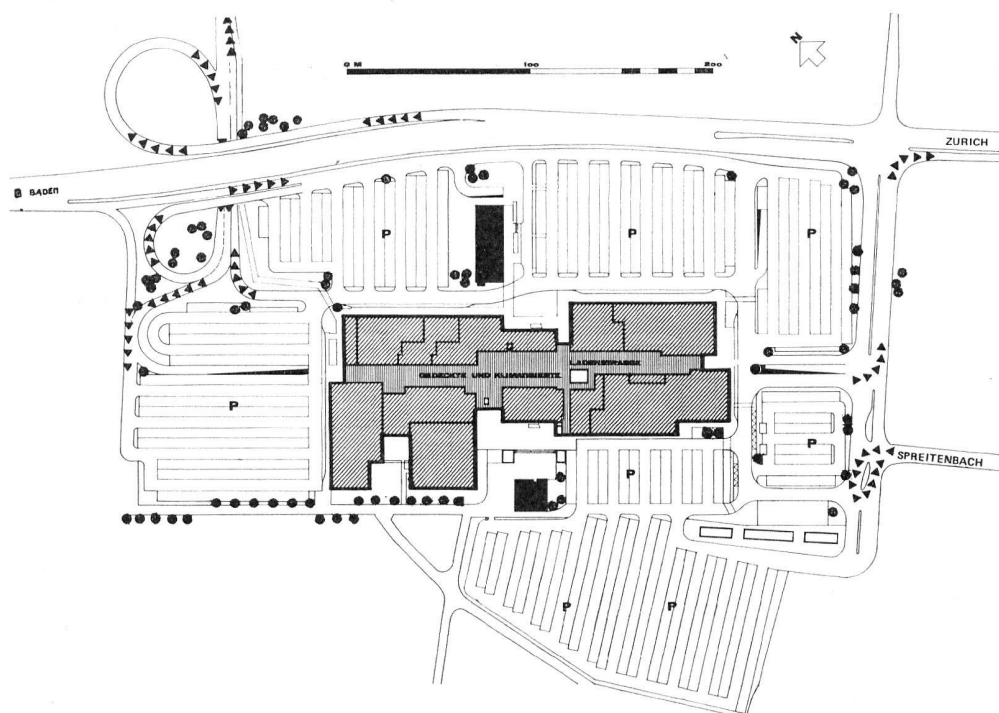 N
0 M 100 200
ZURICH
BADEN
P
P
P
LADENSTRASSE
GEDECKTE UND KLIMATISIERTE
P
P
SPREITENBACH
P
P
P